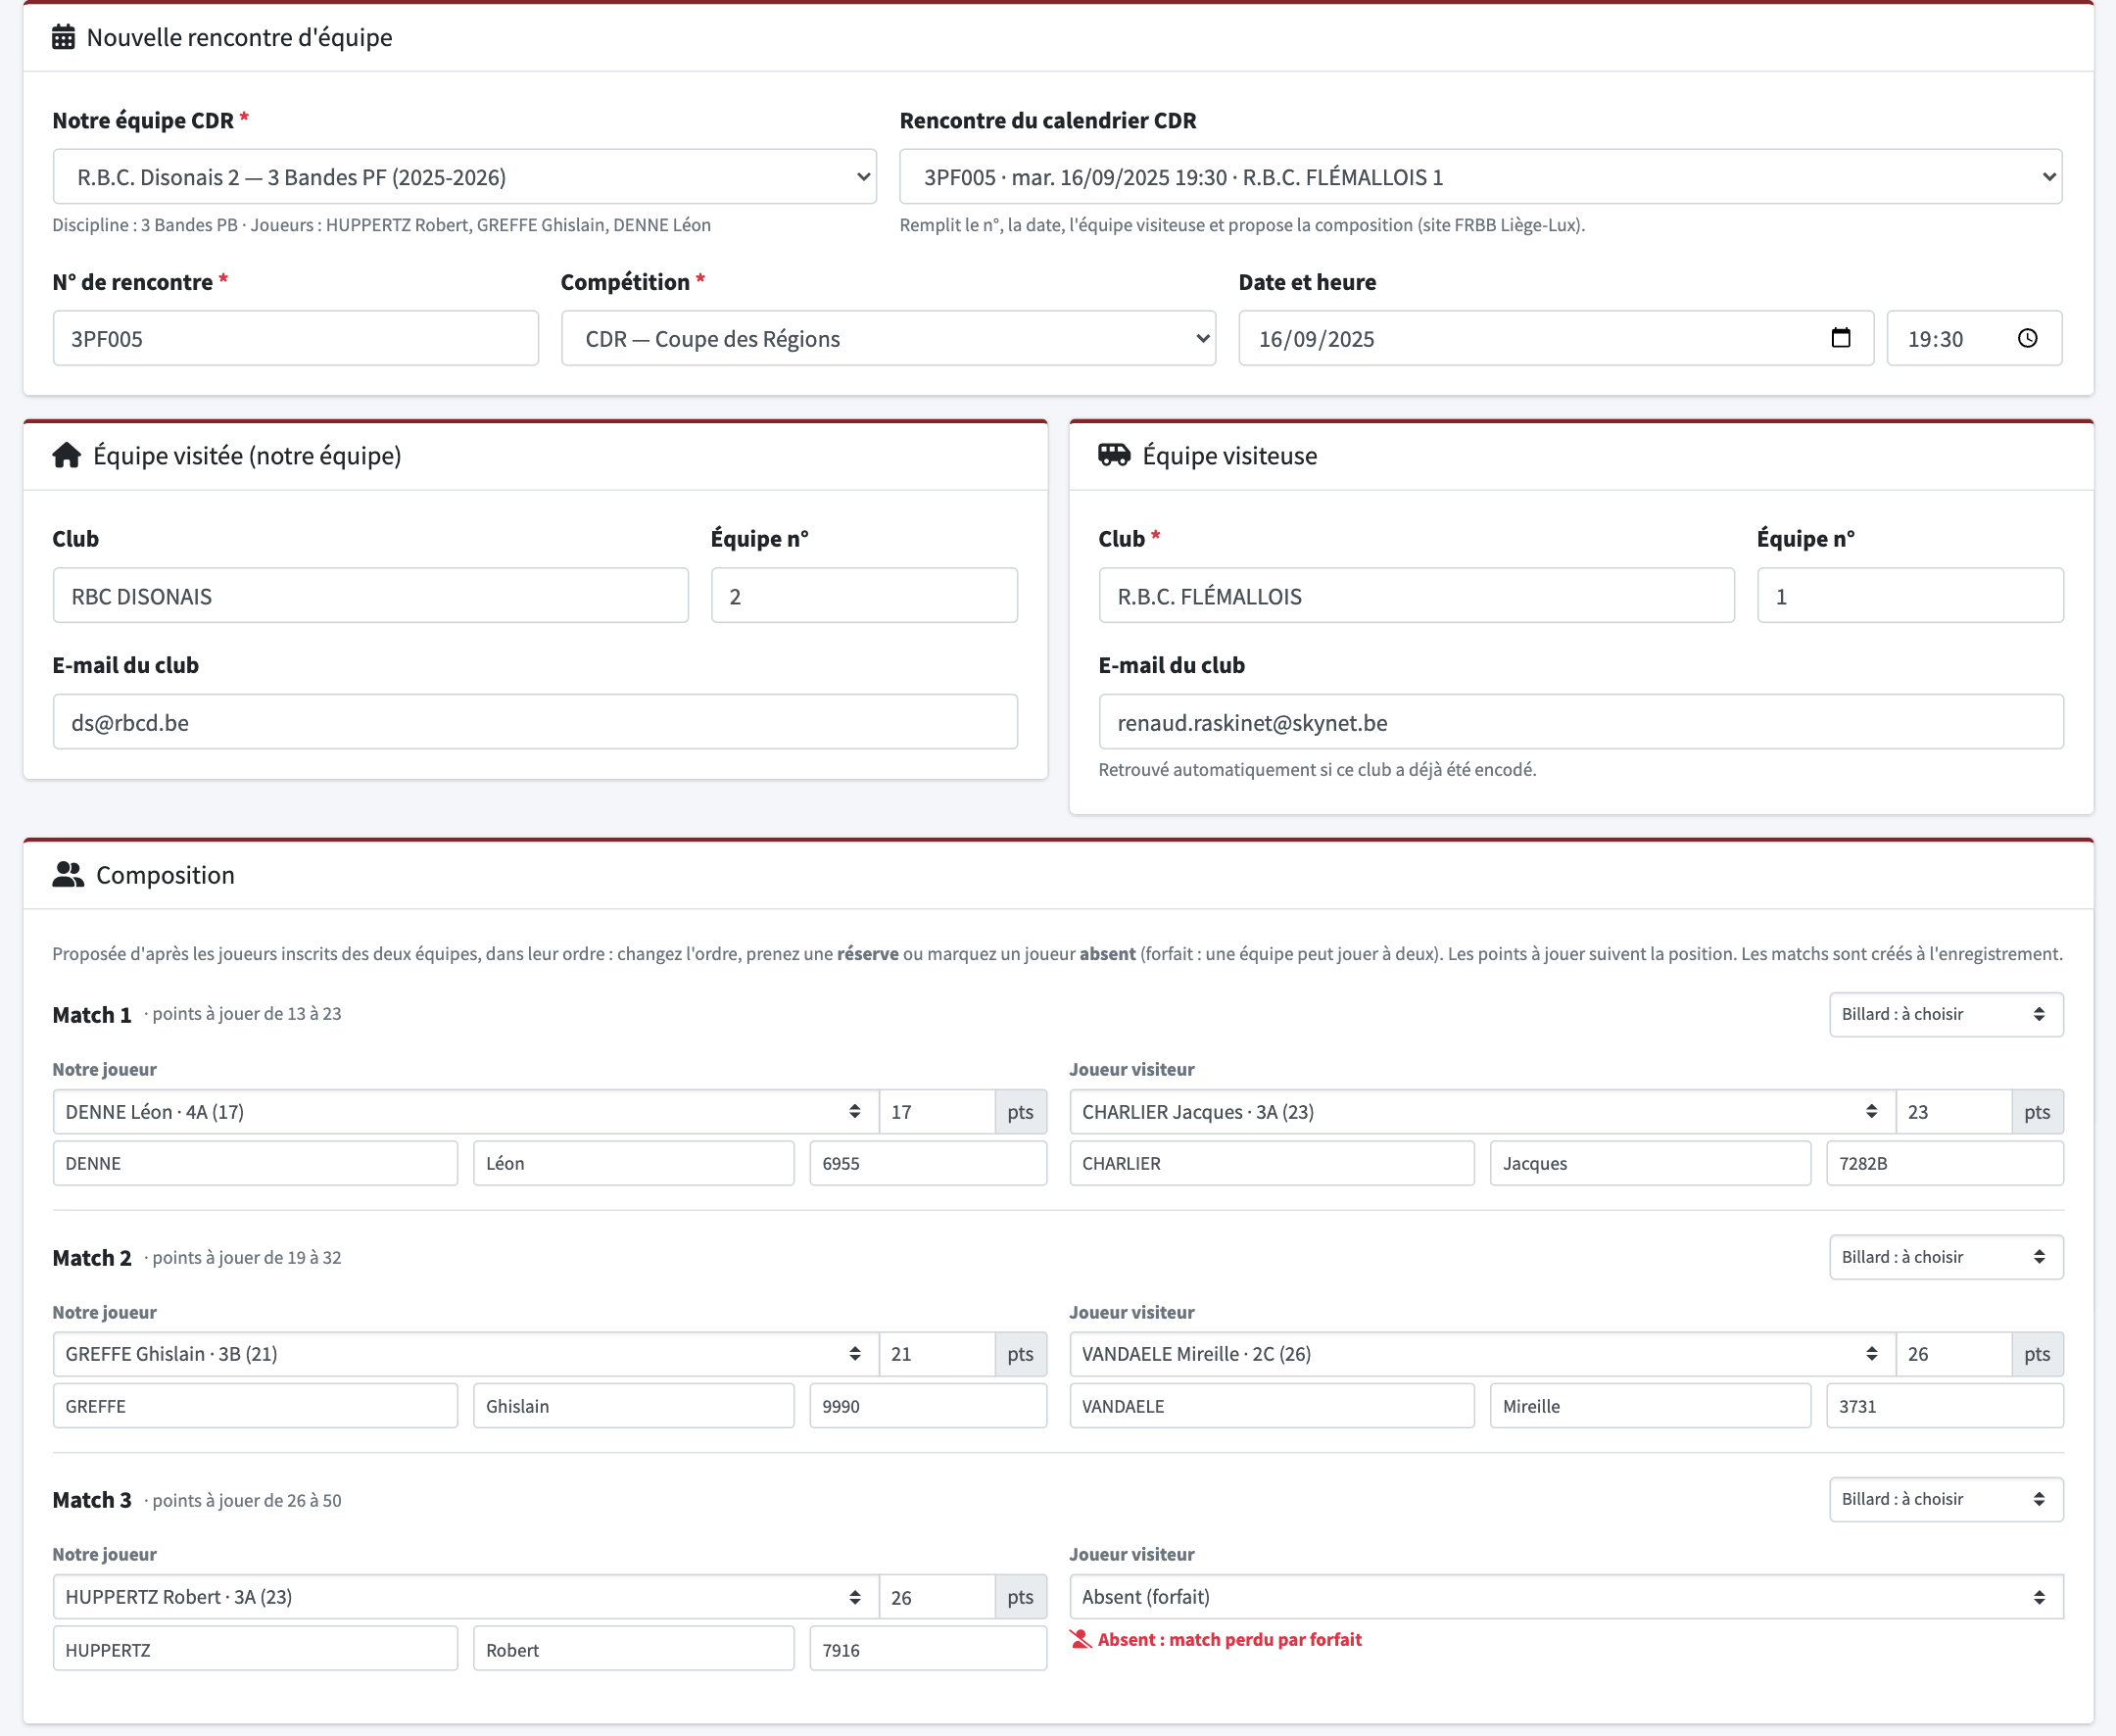 Nouvelle rencontre d'équipe
Notre équipe CDR *
Rencontre du calendrier CDR
R.B.C. Disonais 2 — 3 Bandes PF (2025-2026)
3PF005 · mar. 16/09/2025 19:30 · R.B.C. FLÉMALLOIS 1
Discipline : 3 Bandes PB · Joueurs : HUPPERTZ Robert, GREFFE Ghislain, DENNE Léon
Remplit le n°, la date, l'équipe visiteuse et propose la composition (site FRBB Liège-Lux).
N° de rencontre *
Compétition *
Date et heure
3PF005
CDR — Coupe des Régions
16/09/2025
19:30
Équipe visitée (notre équipe)
Club
Équipe n°
RBC DISONAIS
2
E-mail du club
ds@rbcd.be
Équipe visiteuse
Club *
Équipe n°
R.B.C. FLÉMALLOIS
1
E-mail du club
renaud.raskinet@skynet.be
Retrouvé automatiquement si ce club a déjà été encodé.
Composition
Proposée d'après les joueurs inscrits des deux équipes, dans leur ordre : changez l'ordre, prenez une réserve ou marquez un joueur absent (forfait : une équipe peut jouer à deux). Les points à jouer suivent la position. Les matchs sont créés à l'enregistrement.
Match 1 · points à jouer de 13 à 23
Billard : à choisir
Notre joueur
Joueur visiteur
DENNE Léon · 4A (17)
17 pts
CHARLIER Jacques · 3A (23)
23 pts
DENNE
Léon
6955
CHARLIER
Jacques
7282B
Match 2 · points à jouer de 19 à 32
Billard : à choisir
Notre joueur
Joueur visiteur
GREFFE Ghislain · 3B (21)
21 pts
VANDAELE Mireille · 2C (26)
26 pts
GREFFE
Ghislain
9990
VANDAELE
Mireille
3731
Match 3 · points à jouer de 26 à 50
Billard : à choisir
Notre joueur
Joueur visiteur
HUPPERTZ Robert · 3A (23)
26 pts
Absent (forfait)
HUPPERTZ
Robert
7916
Absent : match perdu par forfait